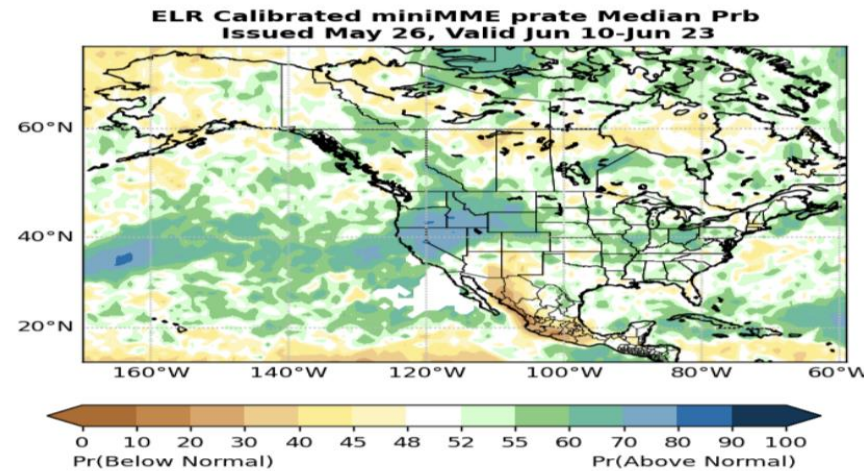 ELR Calibrated miniMME prate Median Prb
Issued May 26, Valid Jun 10-Jun 23
60°N
40°N
20°N
160°W 140°W 120°W 100°W 80°W 60°W
0 10 20 30 40 45 48 52 55 60 70 80 90 100
Pr(Below Normal) Pr(Above Normal)